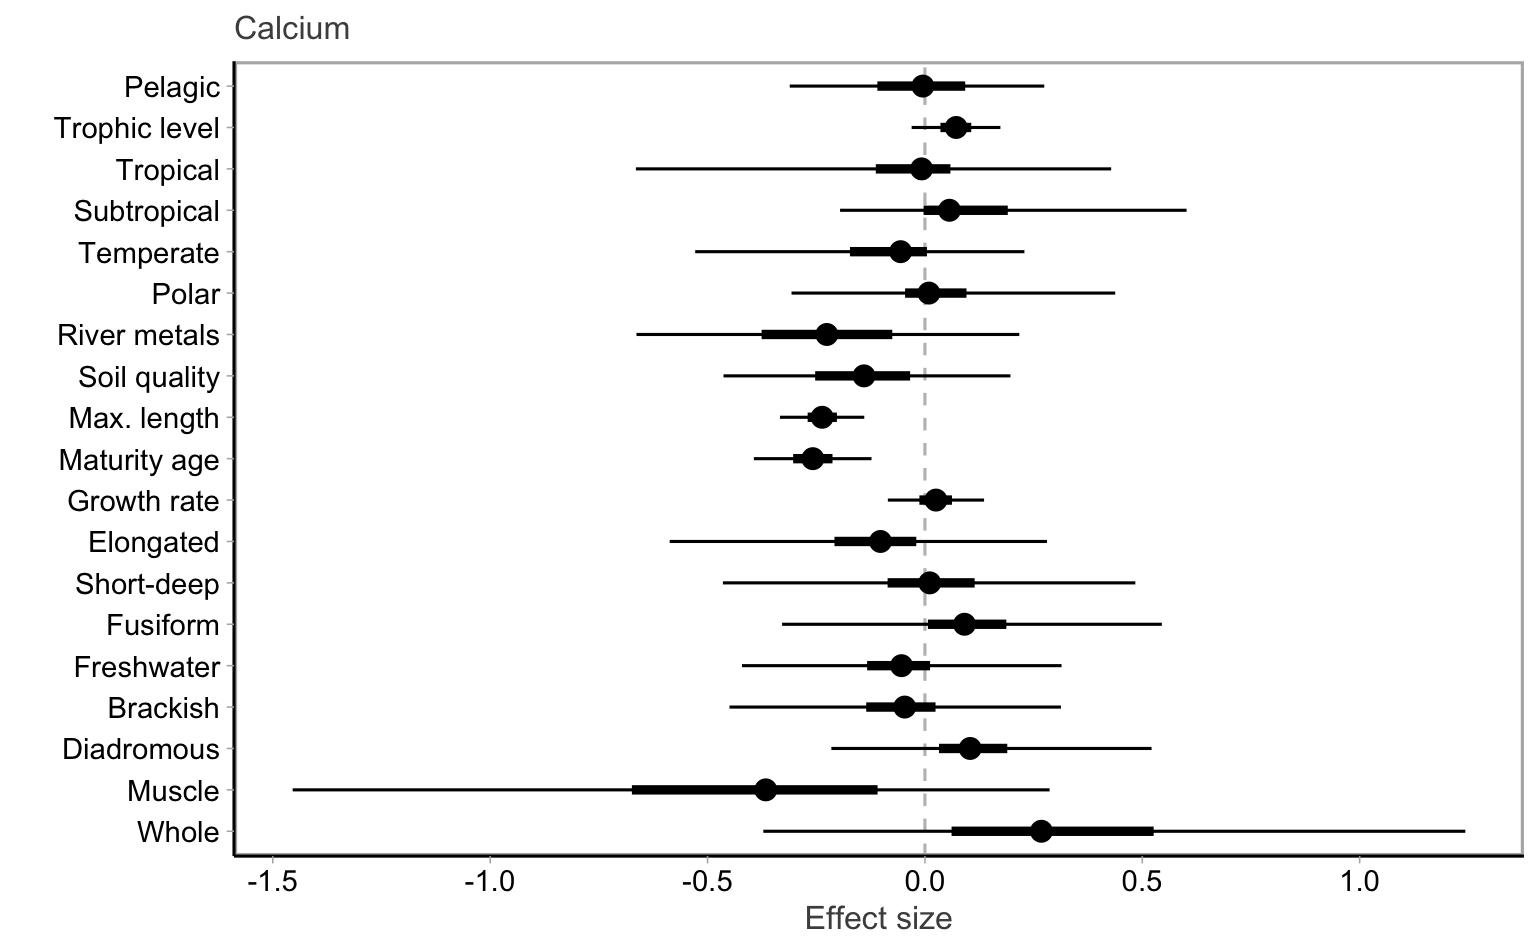 Calcium
Pelagic
Trophic level
Tropical
Subtropical
Temperate
Polar
River metals
Soil quality
Max. length
Maturity age
Growth rate
Elongated
Short-deep
Fusiform
Freshwater
Brackish
Diadromous
Muscle
Whole
-1.5 -1.0 -0.5 0.0 0.5 1.0
Effect size